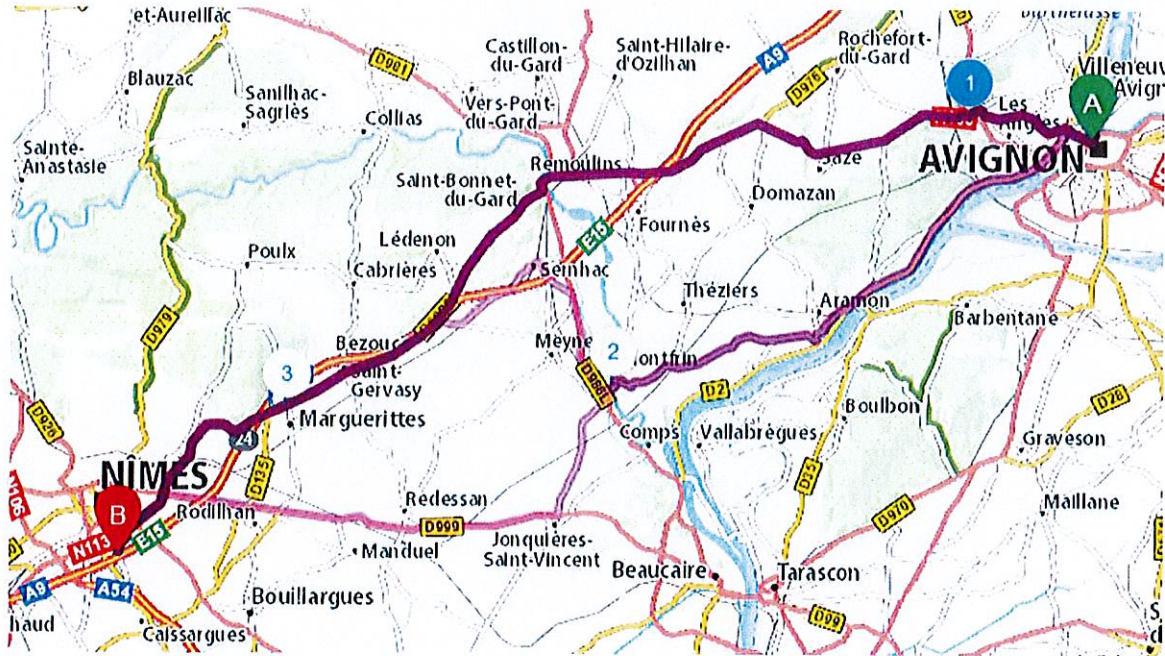 et-Aureillac
Blauzac
Sanilhac-
Sagriès
Sainte-
Anastasie
D981
Castillon-
du-Gard
Saint-Hilaire-
d'Ozilhan
A9
D976
Rochefort-
du-Gard
1
Villeneuv
Avign
A
Les
Angles
AVIGNON
Vers-Pont-
du-Gard
Collias
Remoulins
Saint-Bonnet-
du-Gard
Saze
Domazan
Fournès
E15
Poulx
Lédenon
Cabrières
Sernhac
Théziers
Aramon
Barbentane
D979
Bezouc
Saint-
Gervasy
Meyne
2
ontfrin
D986L
D2
3
Marguerittes
24
D926
D135
Comps
Vallabrègues
Boulbon
D28
Graveson
NÎMES
B
N106
Rodilhan
Redessan
D999
D35
D970
Maillane
N113
E15
Manduel
Jonquières-
Saint-Vincent
A9
A54
Bouillargues
Beaucaire
Tarascon
haud
Caissargues
D99